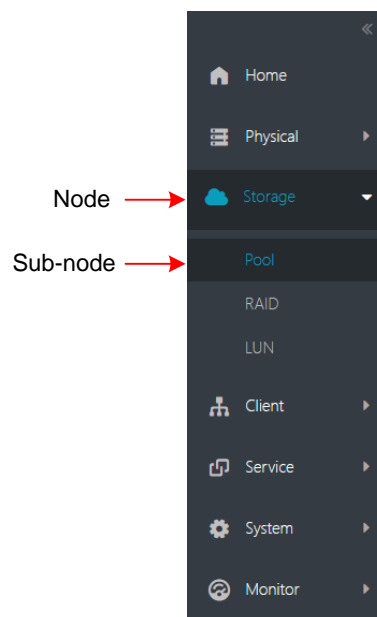 «
Home
Physical
Node
Storage
Sub-node
Pool
RAID
LUN
Client
Service
System
Monitor